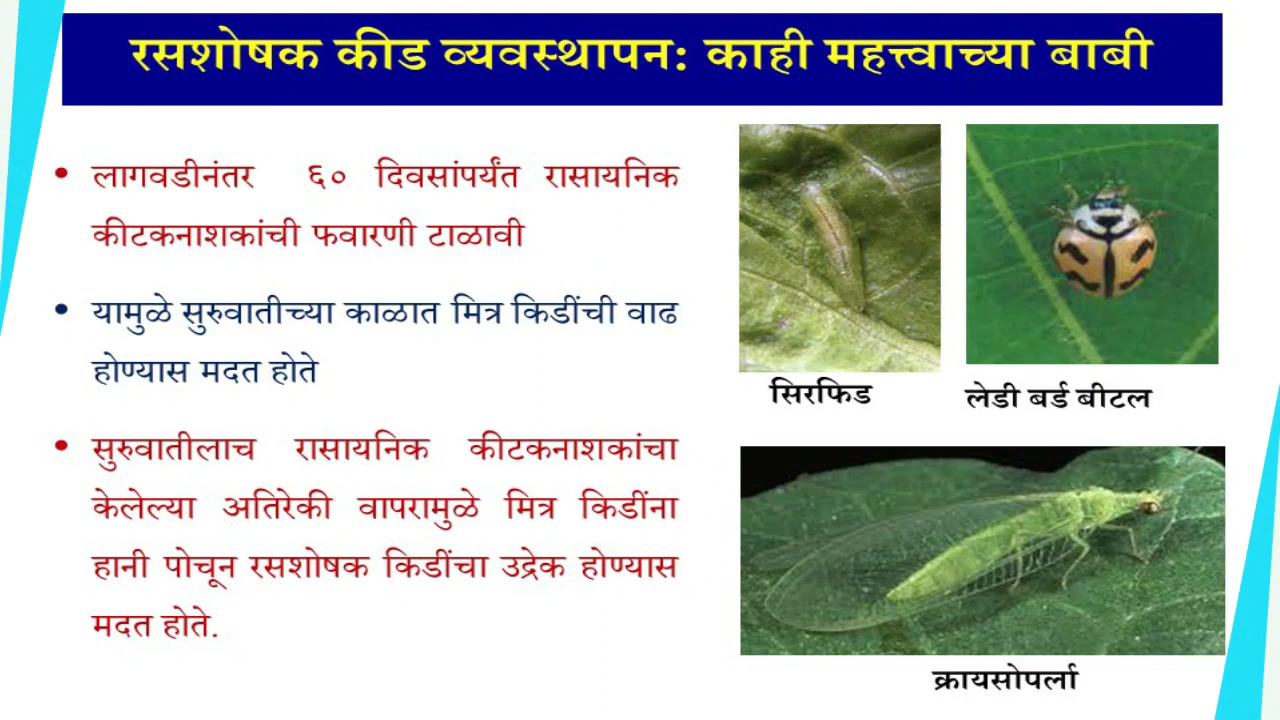 रसशोषक कीड व्यवस्थापन: काही महत्त्वाच्या बाबी
• लागवडीनंतर ६० दिवसांपर्यंत रासायनिक
कीटकनाशकांची फवारणी टाळावी
• यामुळे सुरुवातीच्या काळात मित्र किडींची वाढ
होण्यास मदत होते
• सुरुवातीलाच रासायनिक कीटकनाशकांचा
केलेल्या अतिरेकी वापरामुळे मित्र किडींना
हानी पोचून रसशोषक किडींचा उद्रेक होण्यास
मदत होते.
सिरफिड
लेडी बर्ड बीटल
क्रायसोपर्ला